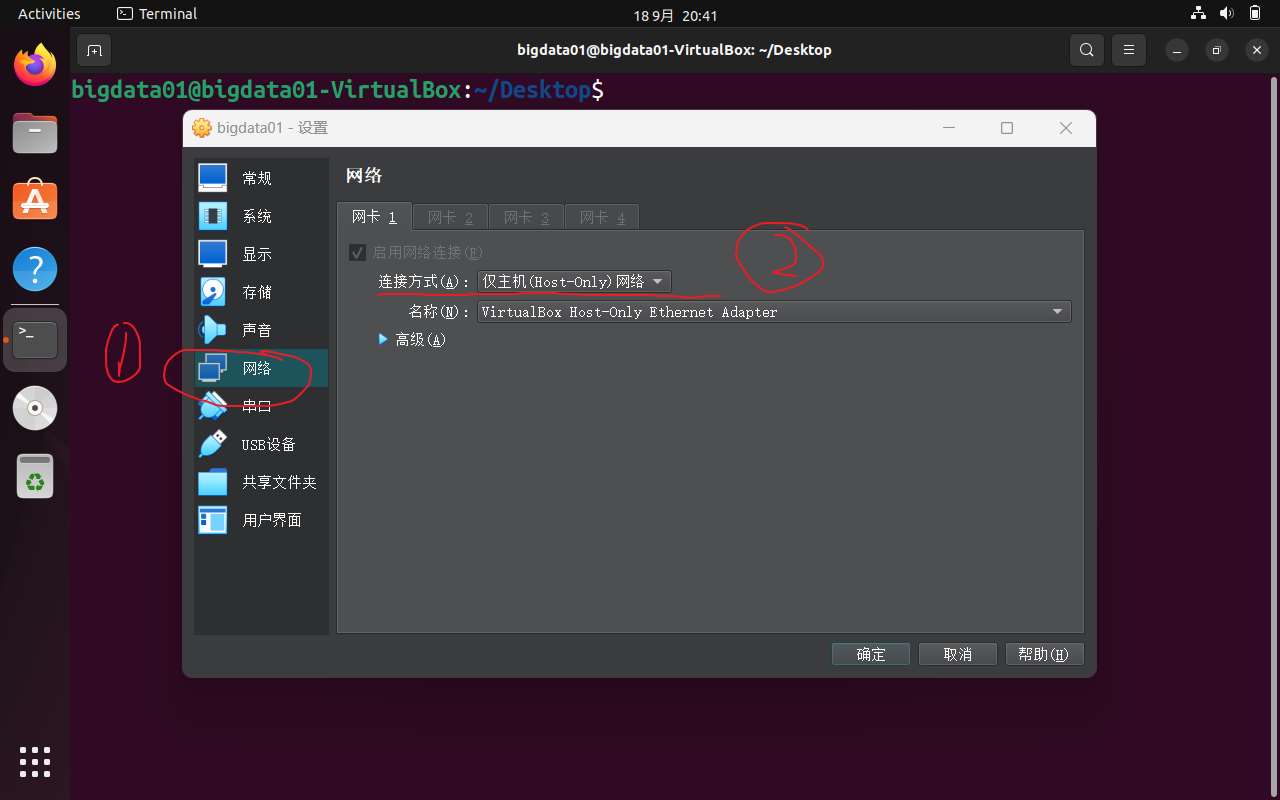 Activities
Terminal
18 9月 20:41
bigdata01@bigdata01-VirtualBox: ~/Desktop
bigdata01@bigdata01-VirtualBox:~/Desktop$
bigdata01 - 设置
常规
系统
显示
存储
声音
网络
串口
USB设备
共享文件夹
用户界面
网络
网卡 1
网卡 2
网卡 3
网卡 4
启用网络连接(E)
连接方式(A): 仅主机(Host-Only)网络
名称(N): VirtualBox Host-Only Ethernet Adapter
高级(A)
1
2
确定
取消
帮助(H)